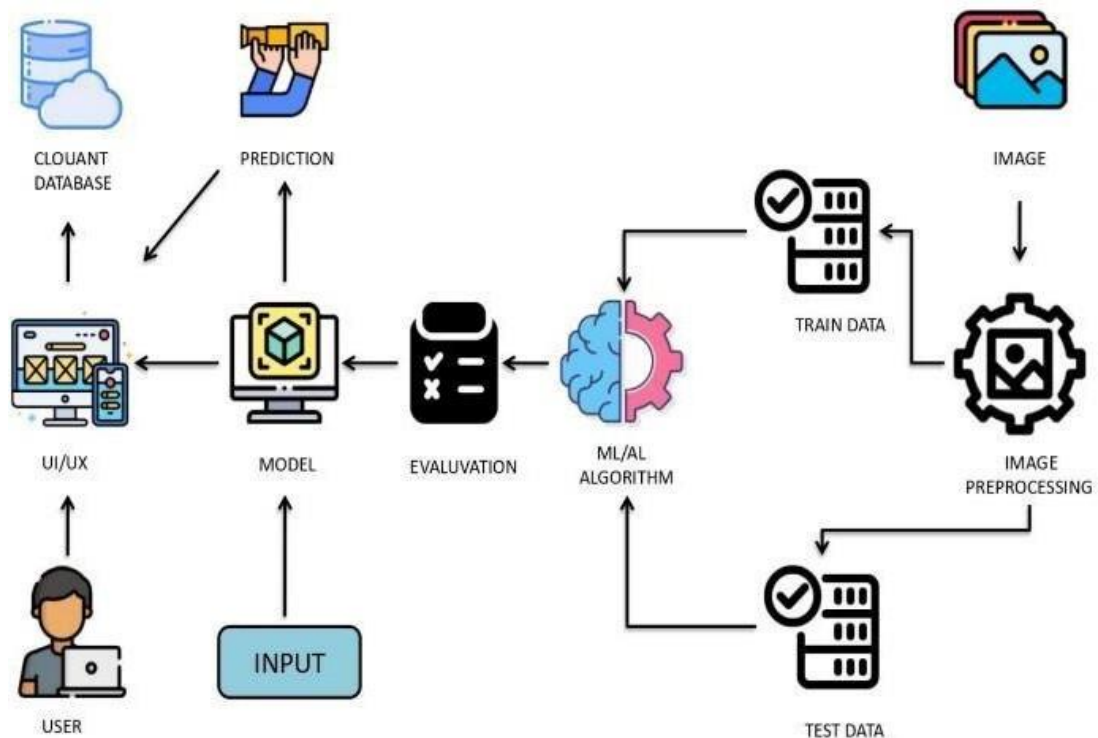 CLOUANT
DATABASE
PREDICTION
IMAGE
TRAIN DATA
UI/UX
MODEL
EVALUVATION
ML/AL
ALGORITHM
IMAGE
PREPROCESSING
INPUT
USER
TEST DATA